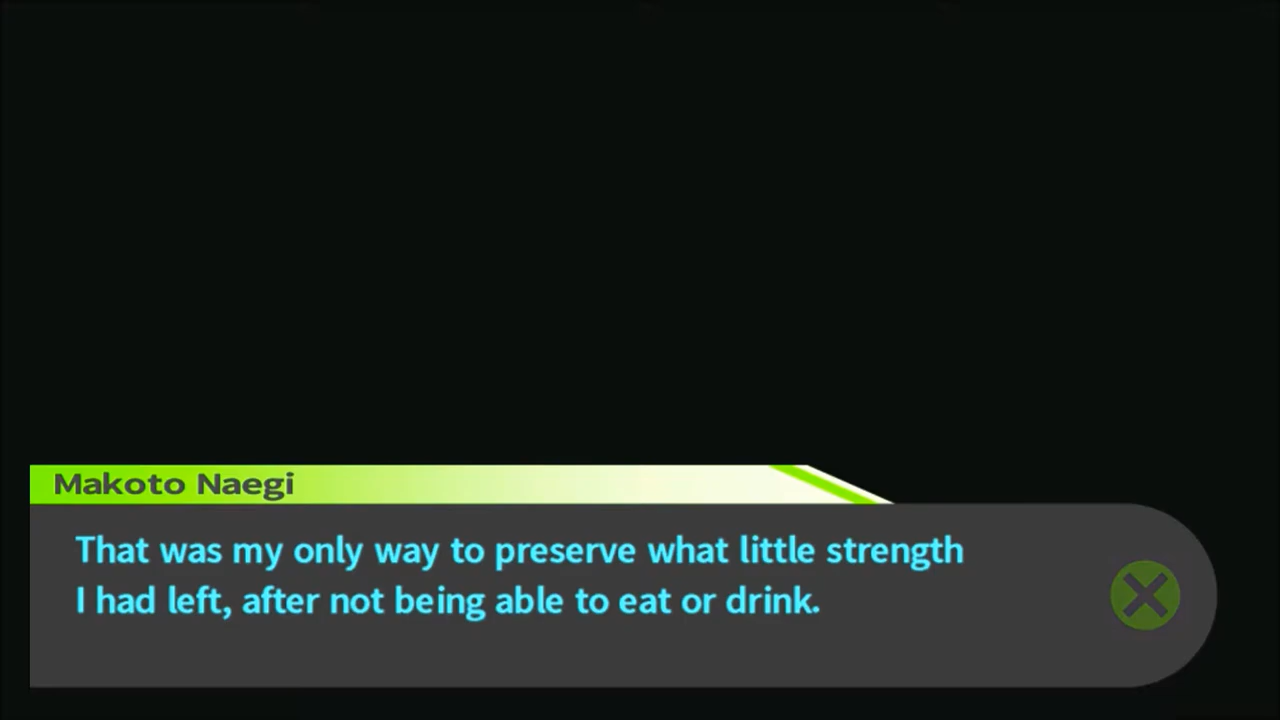 Makoto Naegi
That was my only way to preserve what little strength
I had left, after not being able to eat or drink.